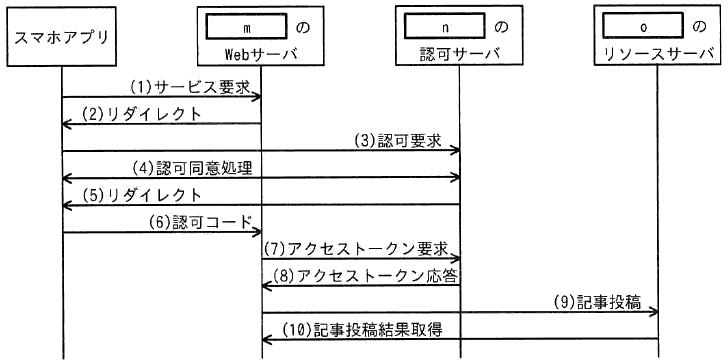 スマホアプリ
m の
Webサーバ
n の
認可サーバ
o の
リソースサーバ
(1)サービス要求
(2)リダイレクト
(3)認可要求
(4)認可同意処理
(5)リダイレクト
(6)認可コード
(7)アクセストークン要求
(8)アクセストークン応答
(9)記事投稿
(10)記事投稿結果取得